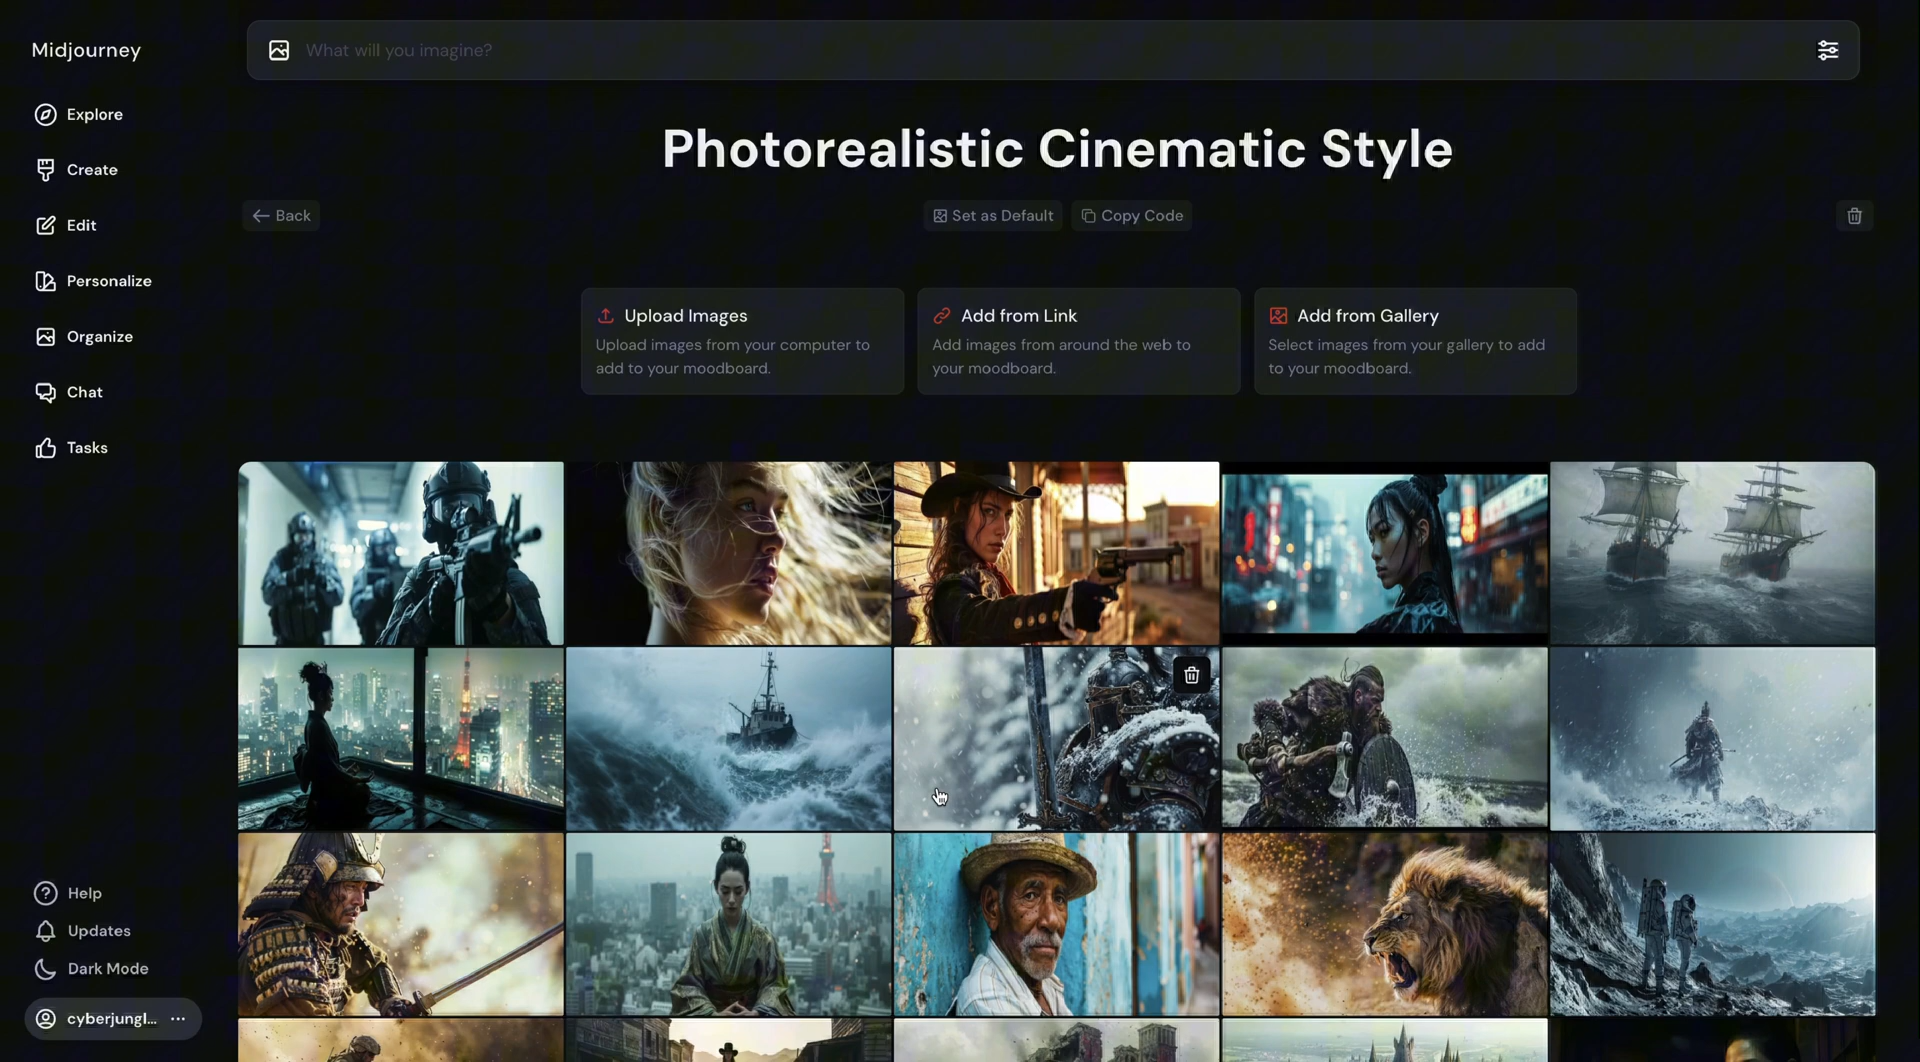 Midjourney
What will you imagine?
Explore
Create
Edit
Personalize
Organize
Chat
Tasks
Photorealistic Cinematic Style
Back
Set as Default
Copy Code
Upload Images
Upload images from your computer to
add to your moodboard.
Add from Link
Add images from around the web to
your moodboard.
Add from Gallery
Select images from your gallery to add
to your moodboard.
Help
Updates
Dark Mode
cyberjungl...